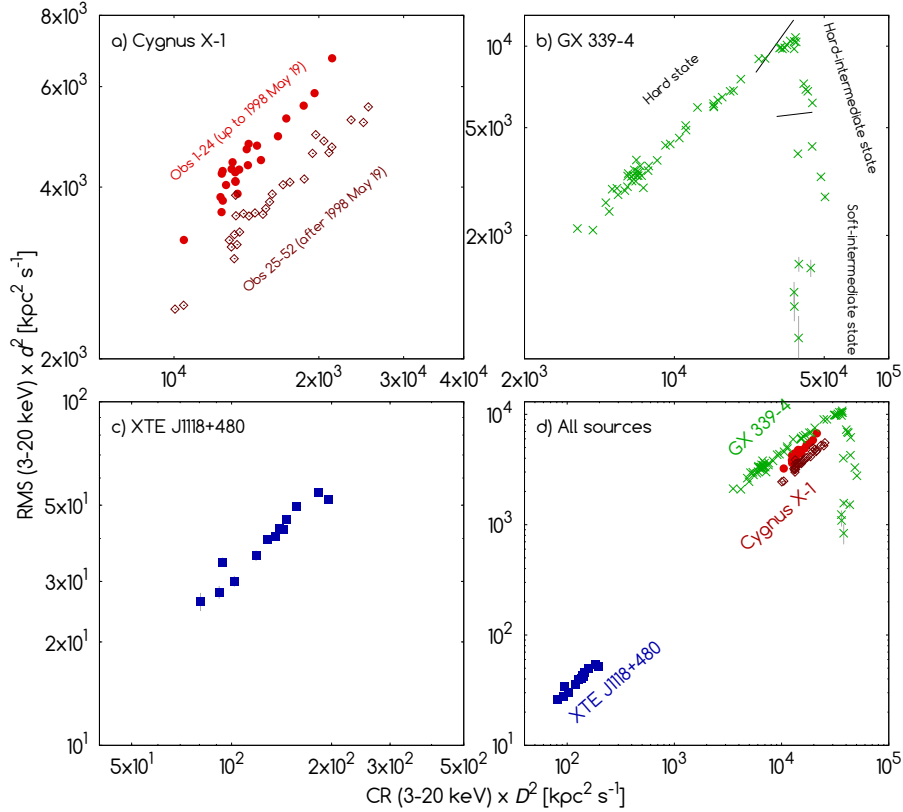 RMS (3-20 keV) x d² [kpc² s⁻¹]
a) Cygnus X-1
Obs 1-24 (up to 1998 May 19)
Obs 25-52 (after 1998 May 19)
8x10³
6x10³
4x10³
2x10³
10⁴
2x10³
3x10⁴
4x10⁴
b) GX 339-4
Hard state
Hard-intermediate state
Soft-intermediate state
10⁴
5x10³
2x10³
2x10³
10⁴
5x10⁴
10⁵
c) XTE J1118+480
10²
5x10¹
3x10¹
2x10¹
10¹
5x10¹
10²
2x10²
5x10²
d) All sources
GX 339-4
Cygnus X-1
XTE J1118+480
10⁴
10³
10²
10¹
10²
10³
10⁴
10⁵
CR (3-20 keV) x D² [kpc² s⁻¹]